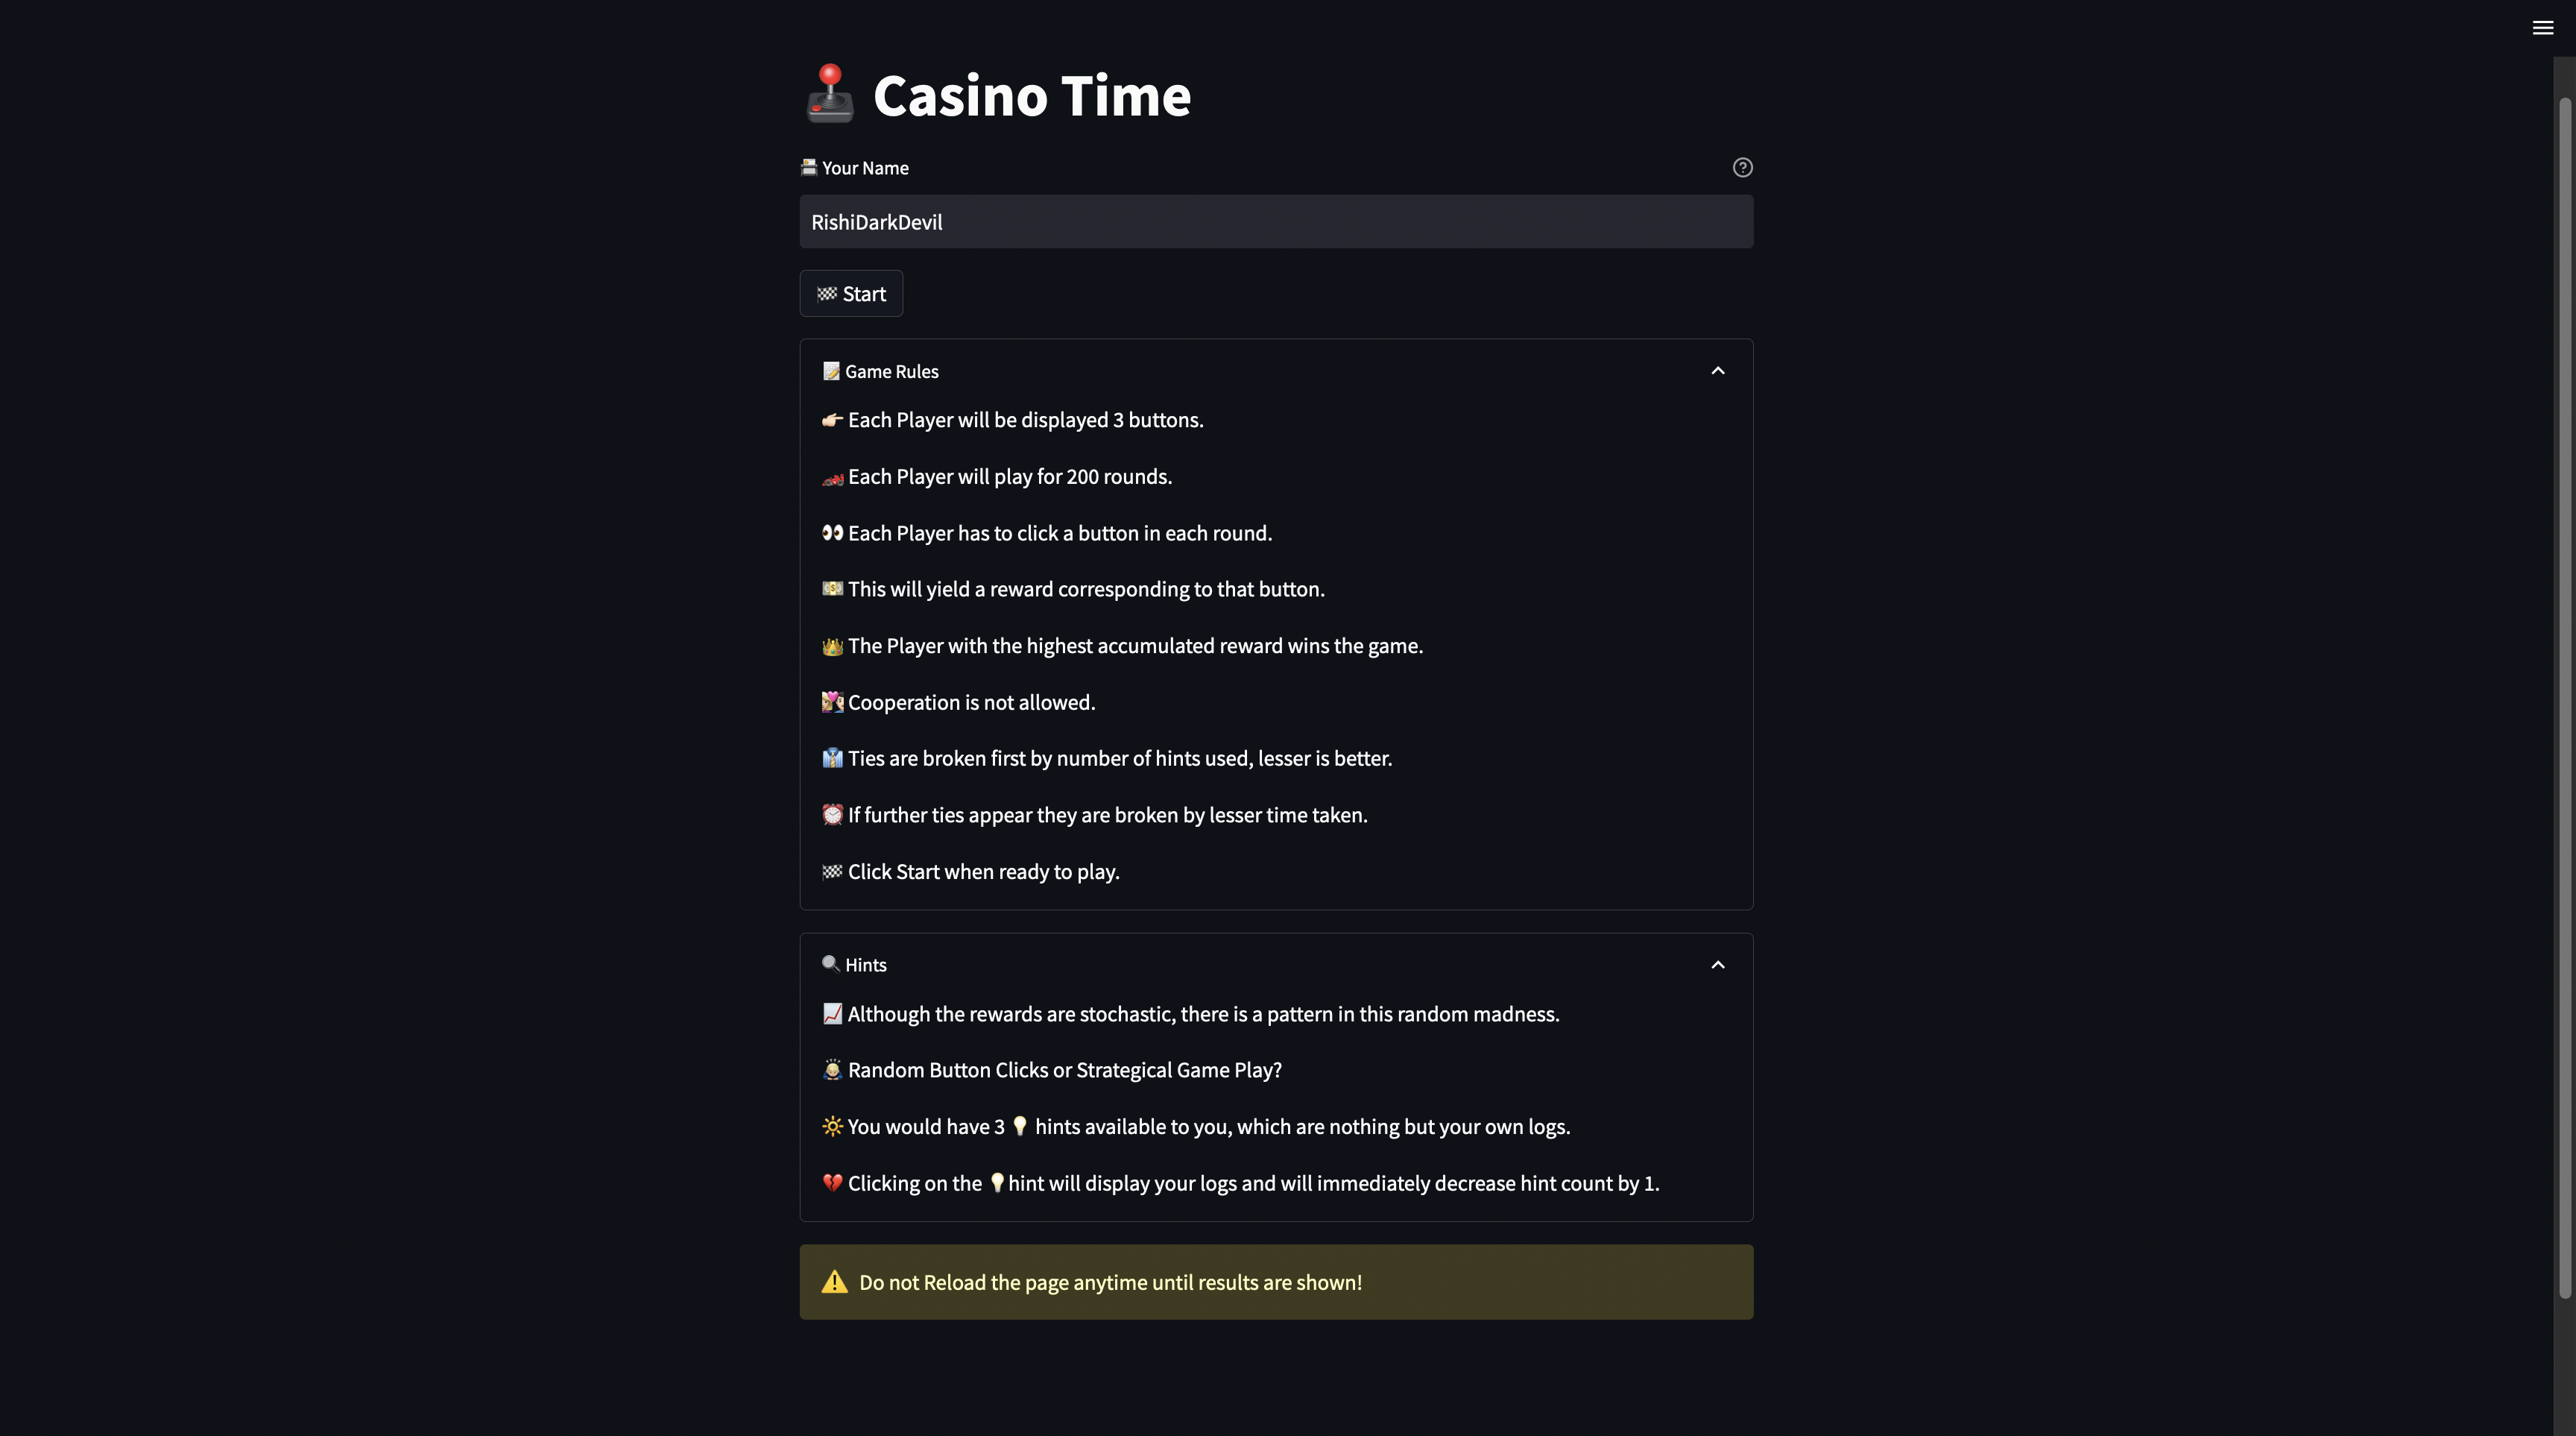 🕹️ Casino Time
📇 Your Name
RishiDarkDevil
🏁 Start
📝 Game Rules
👉🏻 Each Player will be displayed 3 buttons.
🏎️ Each Player will play for 200 rounds.
👀 Each Player has to click a button in each round.
💵 This will yield a reward corresponding to that button.
👑 The Player with the highest accumulated reward wins the game.
Cooperation is not allowed.
👔 Ties are broken first by number of hints used, lesser is better.
⏰ If further ties appear they are broken by lesser time taken.
🏁 Click Start when ready to play.
🔍 Hints
📈 Although the rewards are stochastic, there is a pattern in this random madness.
Random Button Clicks or Strategical Game Play?
🔆 You would have 3 💡 hints available to you, which are nothing but your own logs.
💔 Clicking on the 💡hint will display your logs and will immediately decrease hint count by 1.
⚠️ Do not Reload the page anytime until results are shown!